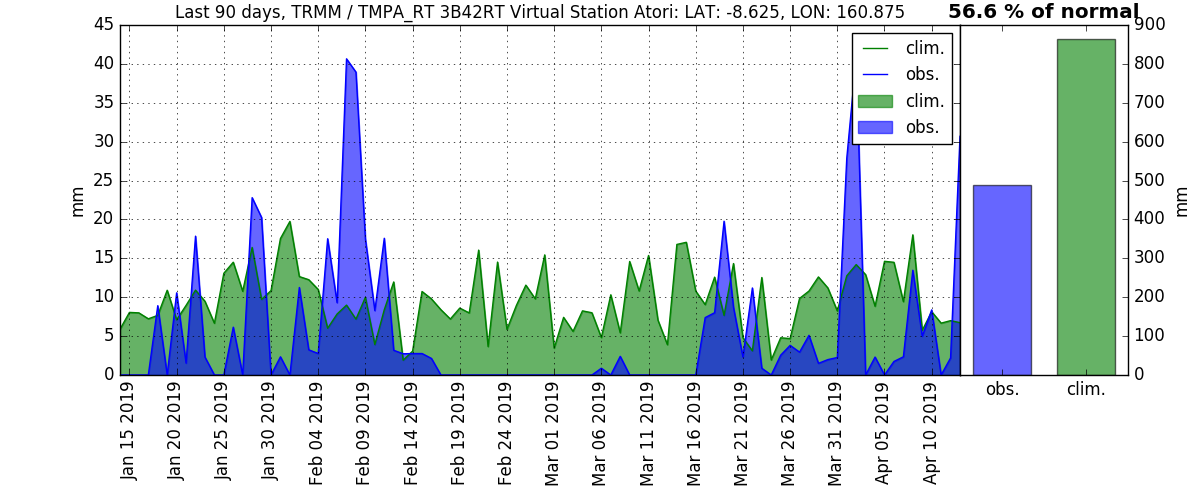 Last 90 days, TRMM / TMPA_RT 3B42RT Virtual Station Atori: LAT: -8.625, LON: 160.875
56.6 % of normal
45
40
35
30
25
20
15
10
5
0
mm
clim.
obs.
clim.
obs.
900
800
700
600
500
400
300
200
100
0
mm
Jan 15 2019
Jan 20 2019
Jan 25 2019
Jan 30 2019
Feb 04 2019
Feb 09 2019
Feb 14 2019
Feb 19 2019
Feb 24 2019
Mar 01 2019
Mar 06 2019
Mar 11 2019
Mar 16 2019
Mar 21 2019
Mar 26 2019
Mar 31 2019
Apr 05 2019
Apr 10 2019
obs.
clim.